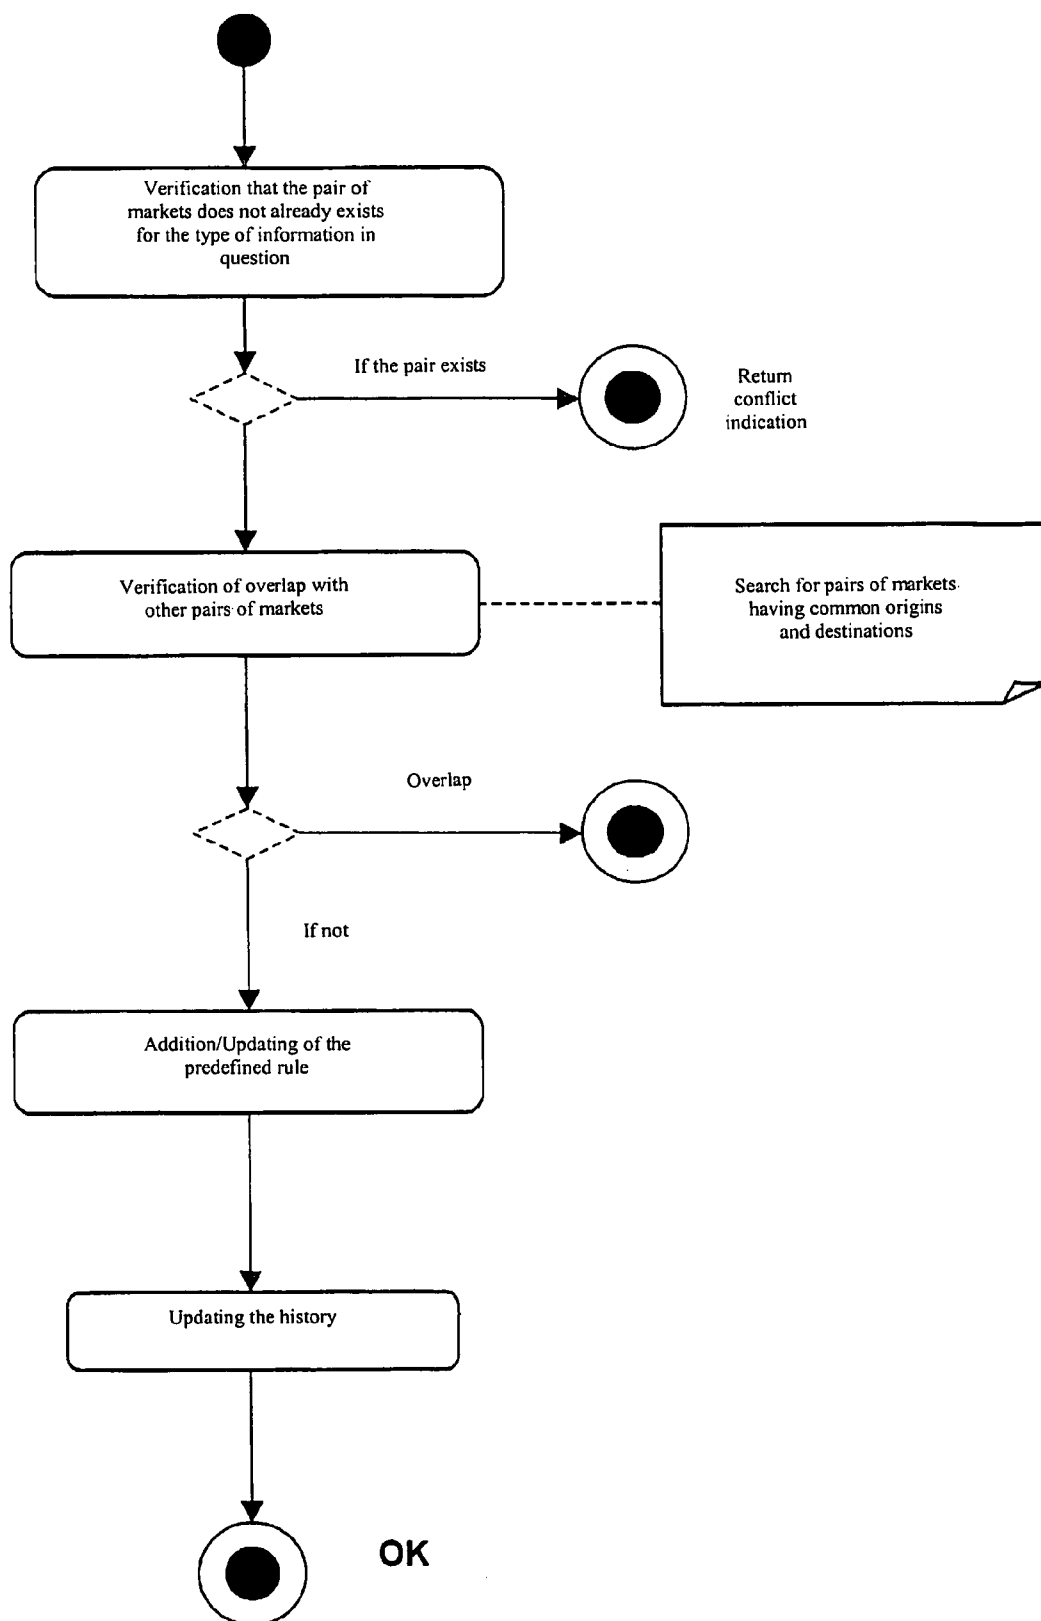 Verification that the pair of
markets does not already exists
for the type of information in
question
If the pair exists
Return
conflict
indication
Verification of overlap with
other pairs of markets
Search for pairs of markets
having common origins
and destinations
Overlap
If not
Addition/Updating of the
predefined rule
Updating the history
OK